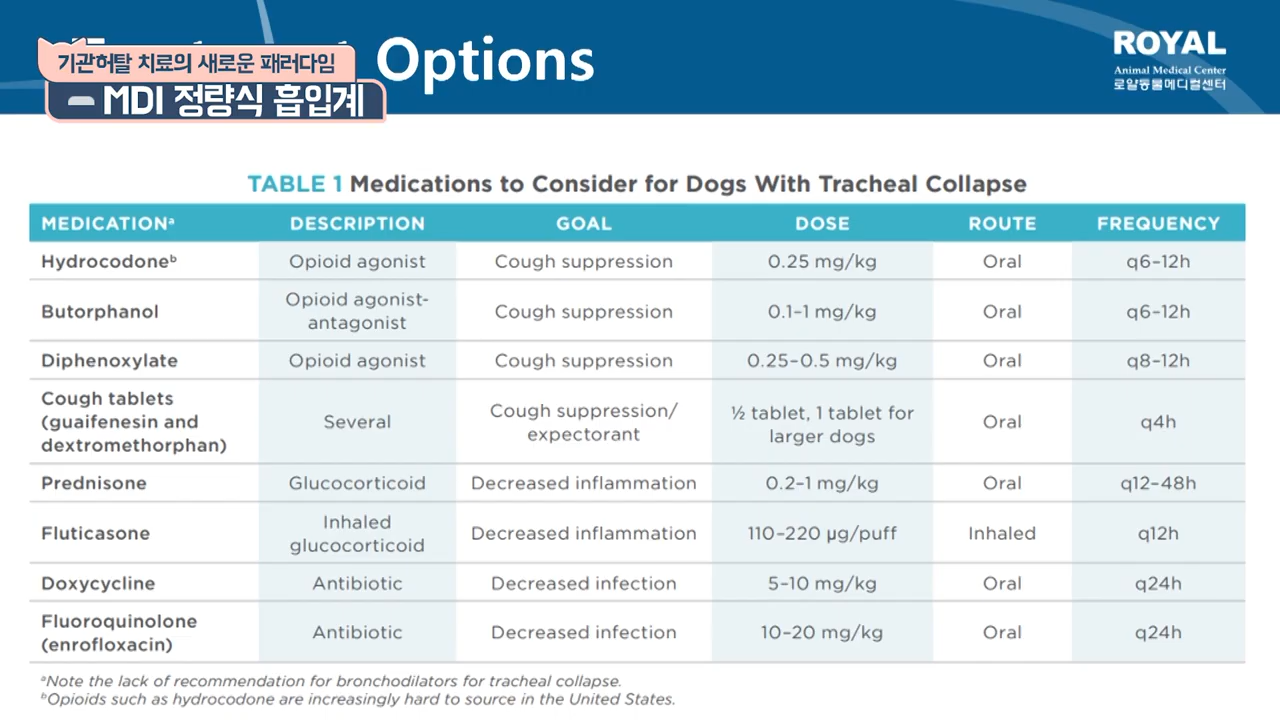 기관허탈 치료의 새로운 패러다임
MDI 정량식 흡입계
Options
ROYAL
Animal Medical Center
로얄동물메디컬센터
TABLE 1 Medications to Consider for Dogs With Tracheal Collapse
MEDICATIONᵃ DESCRIPTION GOAL DOSE ROUTE FREQUENCY
Hydrocodoneᵇ Opioid agonist Cough suppression 0.25 mg/kg Oral q6–12h
Butorphanol Opioid agonist-antagonist Cough suppression 0.1–1 mg/kg Oral q6–12h
Diphenoxylate Opioid agonist Cough suppression 0.25–0.5 mg/kg Oral q8–12h
Cough tablets (guaifenesin and dextromethorphan) Several Cough suppression/expectorant ½ tablet, 1 tablet for larger dogs Oral q4h
Prednisone Glucocorticoid Decreased inflammation 0.2–1 mg/kg Oral q12–48h
Fluticasone Inhaled glucocorticoid Decreased inflammation 110–220 µg/puff Inhaled q12h
Doxycycline Antibiotic Decreased infection 5–10 mg/kg Oral q24h
Fluoroquinolone (enrofloxacin) Antibiotic Decreased infection 10–20 mg/kg Oral q24h
ᵃNote the lack of recommendation for bronchodilators for tracheal collapse.
ᵇOpioids such as hydrocodone are increasingly hard to source in the United States.